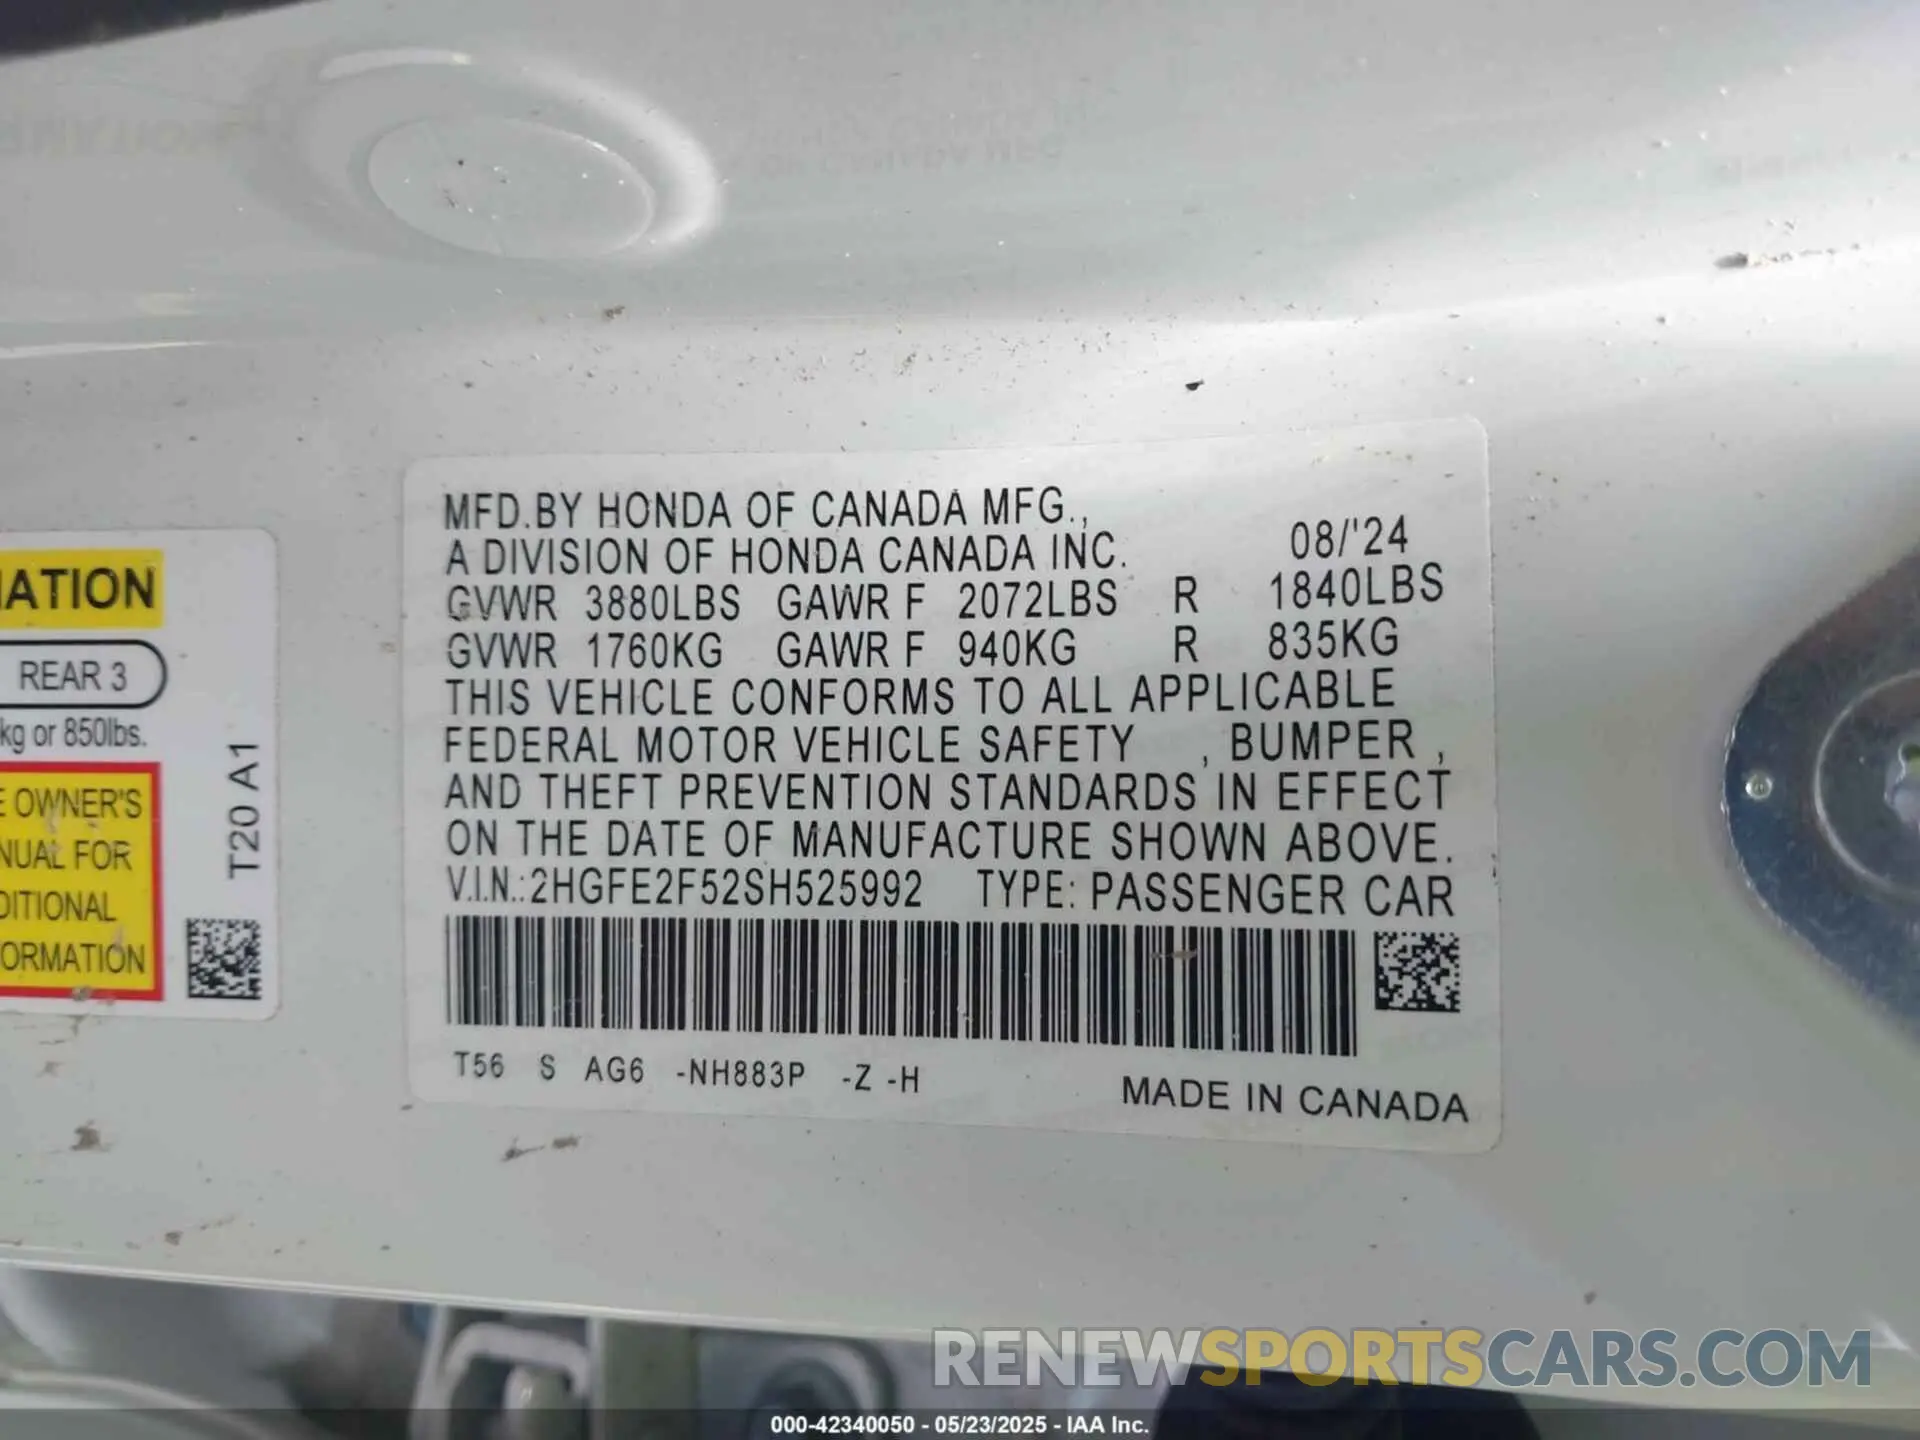 MFD.BY HONDA OF CANADA MFG.,
A DIVISION OF HONDA CANADA INC. 08/'24
GVWR 3880LBS GAWR F 2072LBS R 1840LBS
GVWR 1760KG GAWR F 940KG R 835KG
THIS VEHICLE CONFORMS TO ALL APPLICABLE
FEDERAL MOTOR VEHICLE SAFETY , BUMPER ,
AND THEFT PREVENTION STANDARDS IN EFFECT
ON THE DATE OF MANUFACTURE SHOWN ABOVE.
V.I.N.: 2HGFE2F52SH525992 TYPE: PASSENGER CAR
T56 S AG6 -NH883P -Z -H
MADE IN CANADA
MATION
REAR 3
kg or 850lbs.
E OWNER'S
NUAL FOR
DITIONAL
ORMATION
T20 A1
RENEWSPORTSCARS.COM
000-42340050 - 05/23/2025 - IAA Inc.